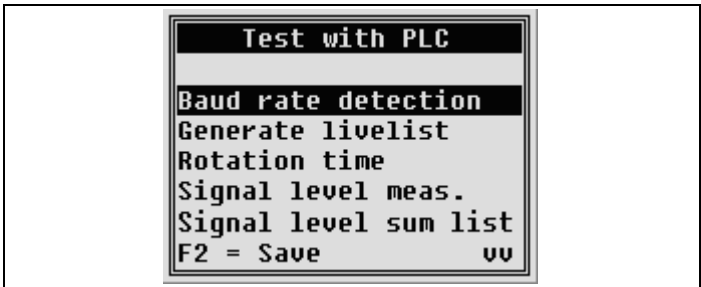 Test with PLC
Baud rate detection
Generate livelist
Rotation time
Signal level meas.
Signal level sum list
F2 = Save vv